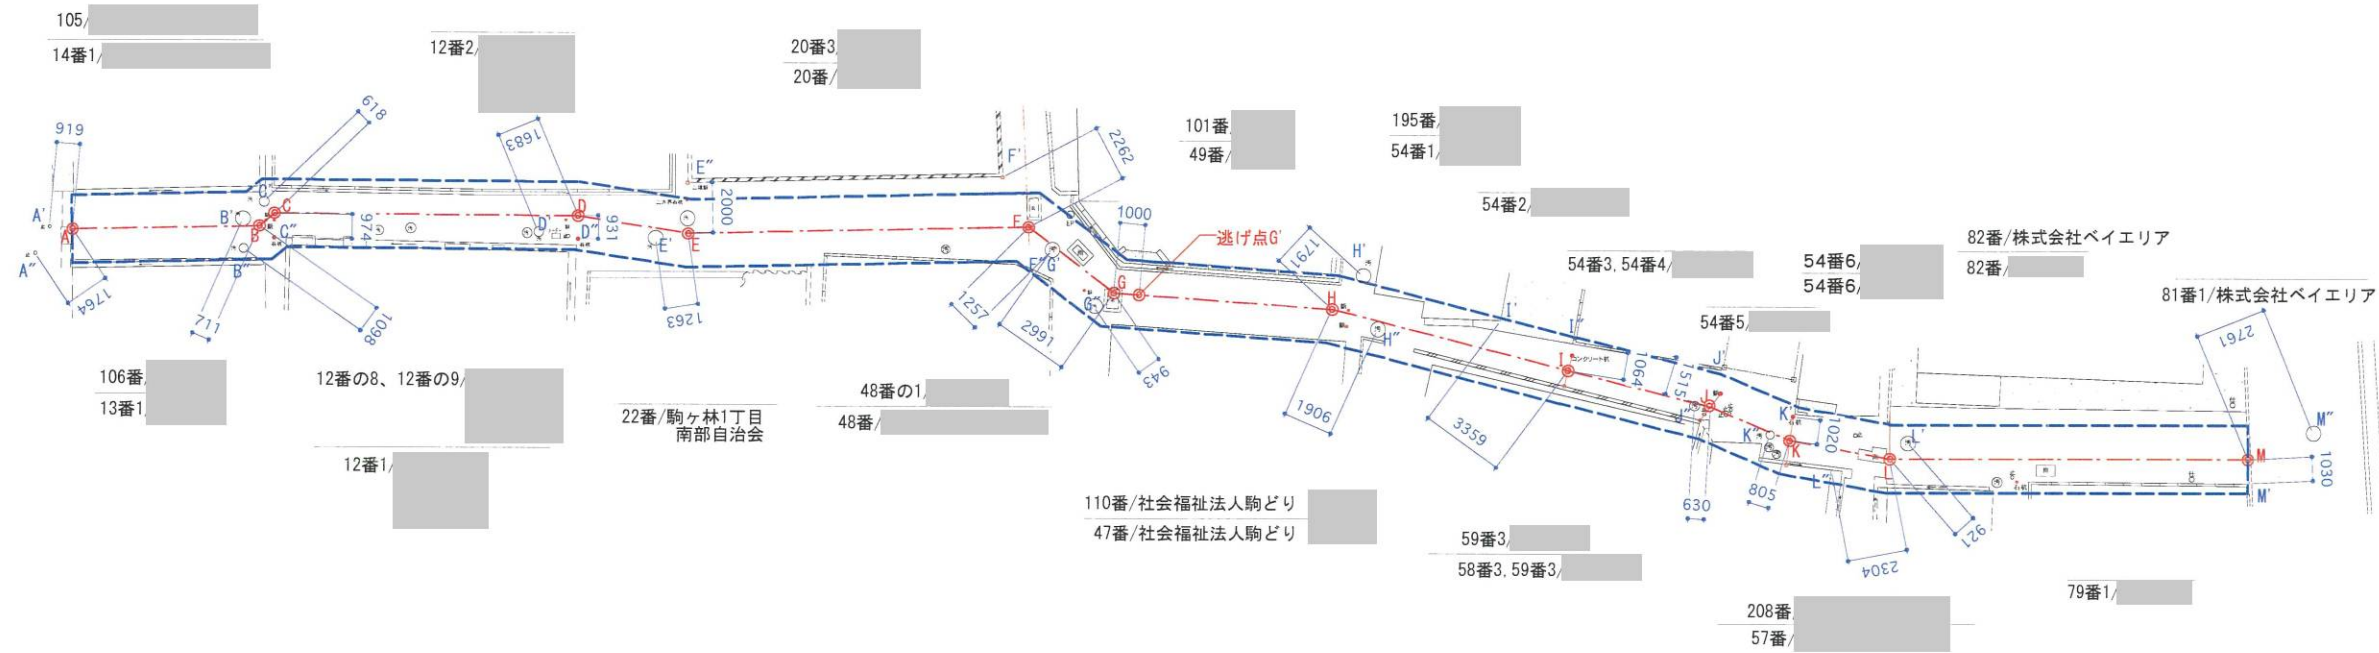 105/
14番1/
12番2/
20番3/
20番/
101番/
49番/
195番/
54番1/
54番2/
54番3, 54番4/
54番6/
54番6/
82番/株式会社ベイエリア
82番/
81番1/株式会社ベイエリア
54番5/
616
618
1683
2262
2000
1000
逃げ点G'
1791
2761
A'
A
A"
B'
B
B"
C'
C
C"
D
D'
D"
E"
E'
E
F'
F
F"
G'
G
G"
H'
H
H"
I'
I"
I
コンクリート杭
J'
J
J"
K'
K"
K
L'
L
L"
M"
M
M'
974
931
1764
711
1098
1263
1257
2991
943
1906
3359
1064
1515
1020
630
805
921
2304
1030
106番/
13番1/
12番の8、12番の9/
12番1/
22番/駒ヶ林1丁目
南部自治会
48番の1/
48番/
110番/社会福祉法人駒どり
47番/社会福祉法人駒どり
59番3/
58番3, 59番3/
208番/
57番/
79番1/